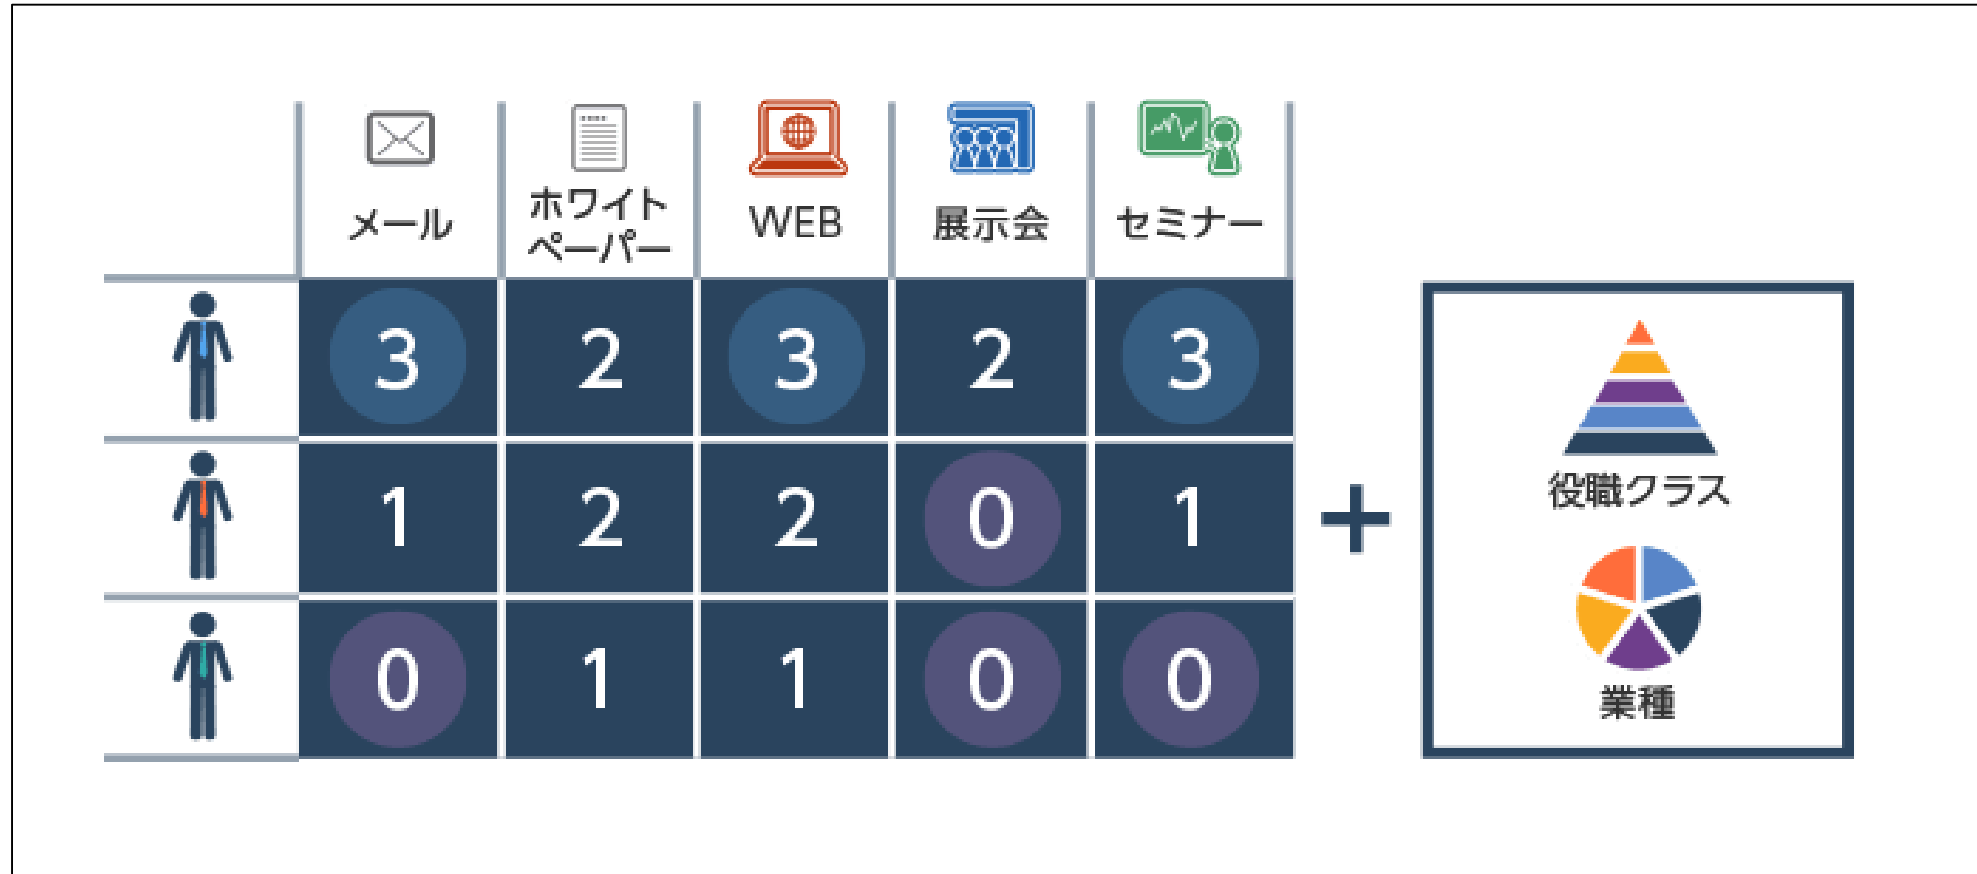 メール
ホワイト
ペーパー
WEB
展示会
セミナー
3 2 3 2 3
1 2 2 0 1
0 1 1 0 0
+
役職クラス
業種